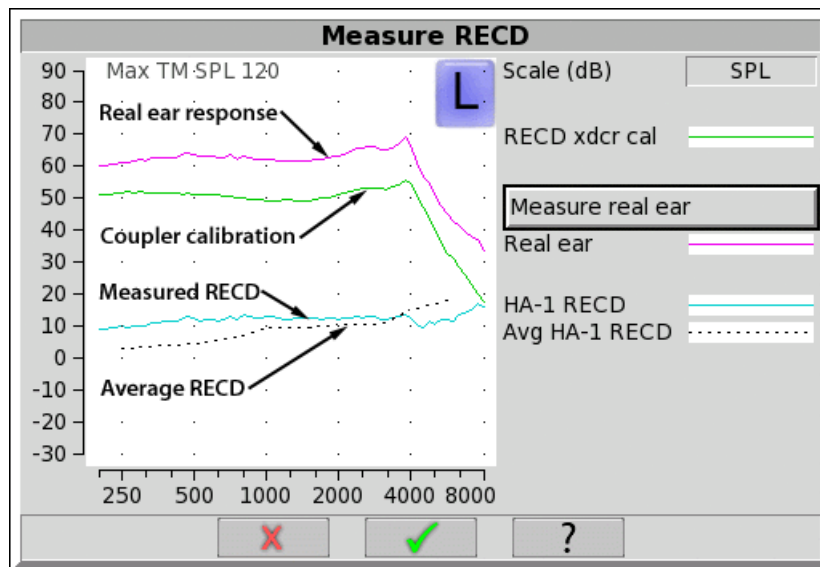 Measure RECD
90
80
70
60
50
40
30
20
10
0
-10
-20
-30
Max TM SPL 120
L
Real ear response
Coupler calibration
Measured RECD
Average RECD
250 500 1000 2000 4000 8000
Scale (dB) SPL
RECD xdcr cal
Measure real ear
Real ear
HA-1 RECD
Avg HA-1 RECD
?